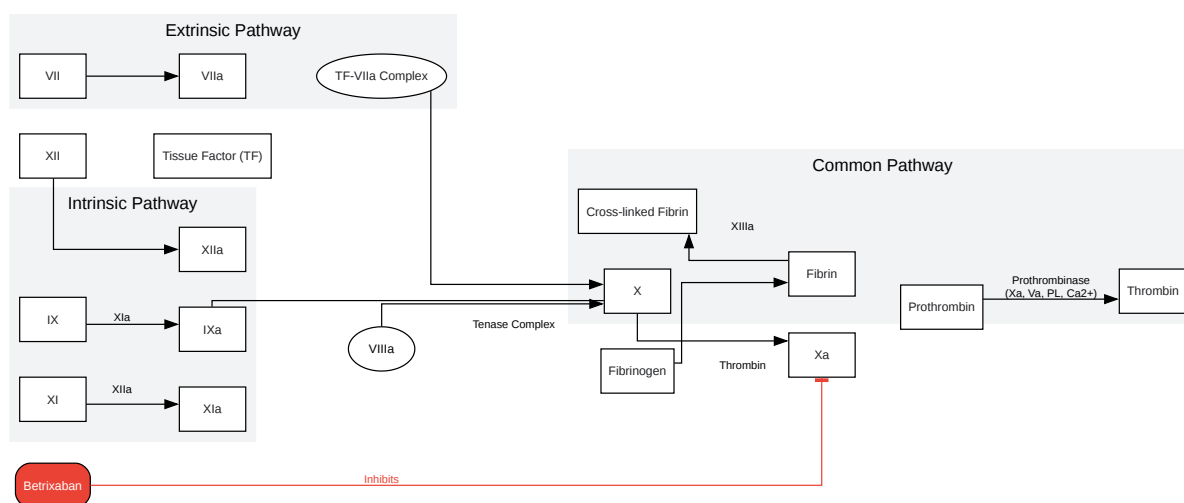 Extrinsic Pathway
VII
VIIa
TF-VIIa Complex
XII
Tissue Factor (TF)
Common Pathway
Intrinsic Pathway
Cross-linked Fibrin
XIIIa
XIIa
Fibrin
X
Prothrombinase
(Xa, Va, PL, Ca2+)
Thrombin
Prothrombin
IX
XIa
IXa
Tenase Complex
VIIIa
Xa
Fibrinogen
Thrombin
XI
XIIa
XIa
Inhibits
Betrixaban